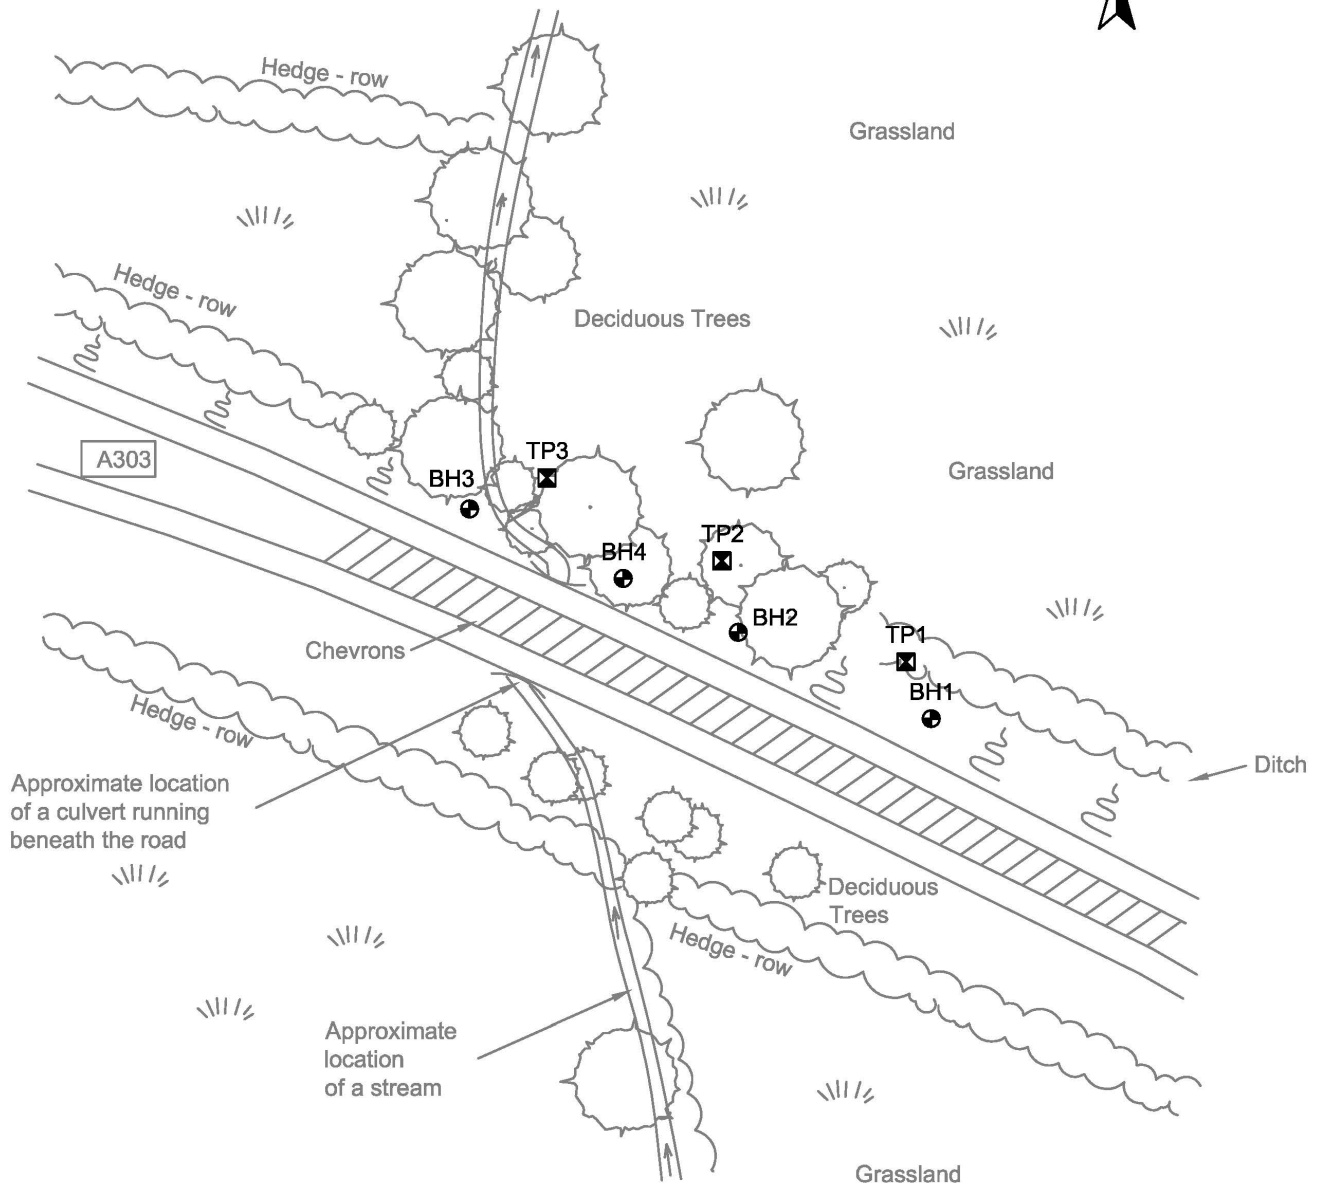 Hedge - row
Grassland
Hedge - row
Deciduous Trees
A303
TP3
BH3
Grassland
TP2
BH4
BH2
TP1
Chevrons
BH1
Hedge - row
Ditch
Approximate location
of a culvert running
beneath the road
Deciduous
Trees
Hedge - row
Approximate
location
of a stream
Grassland